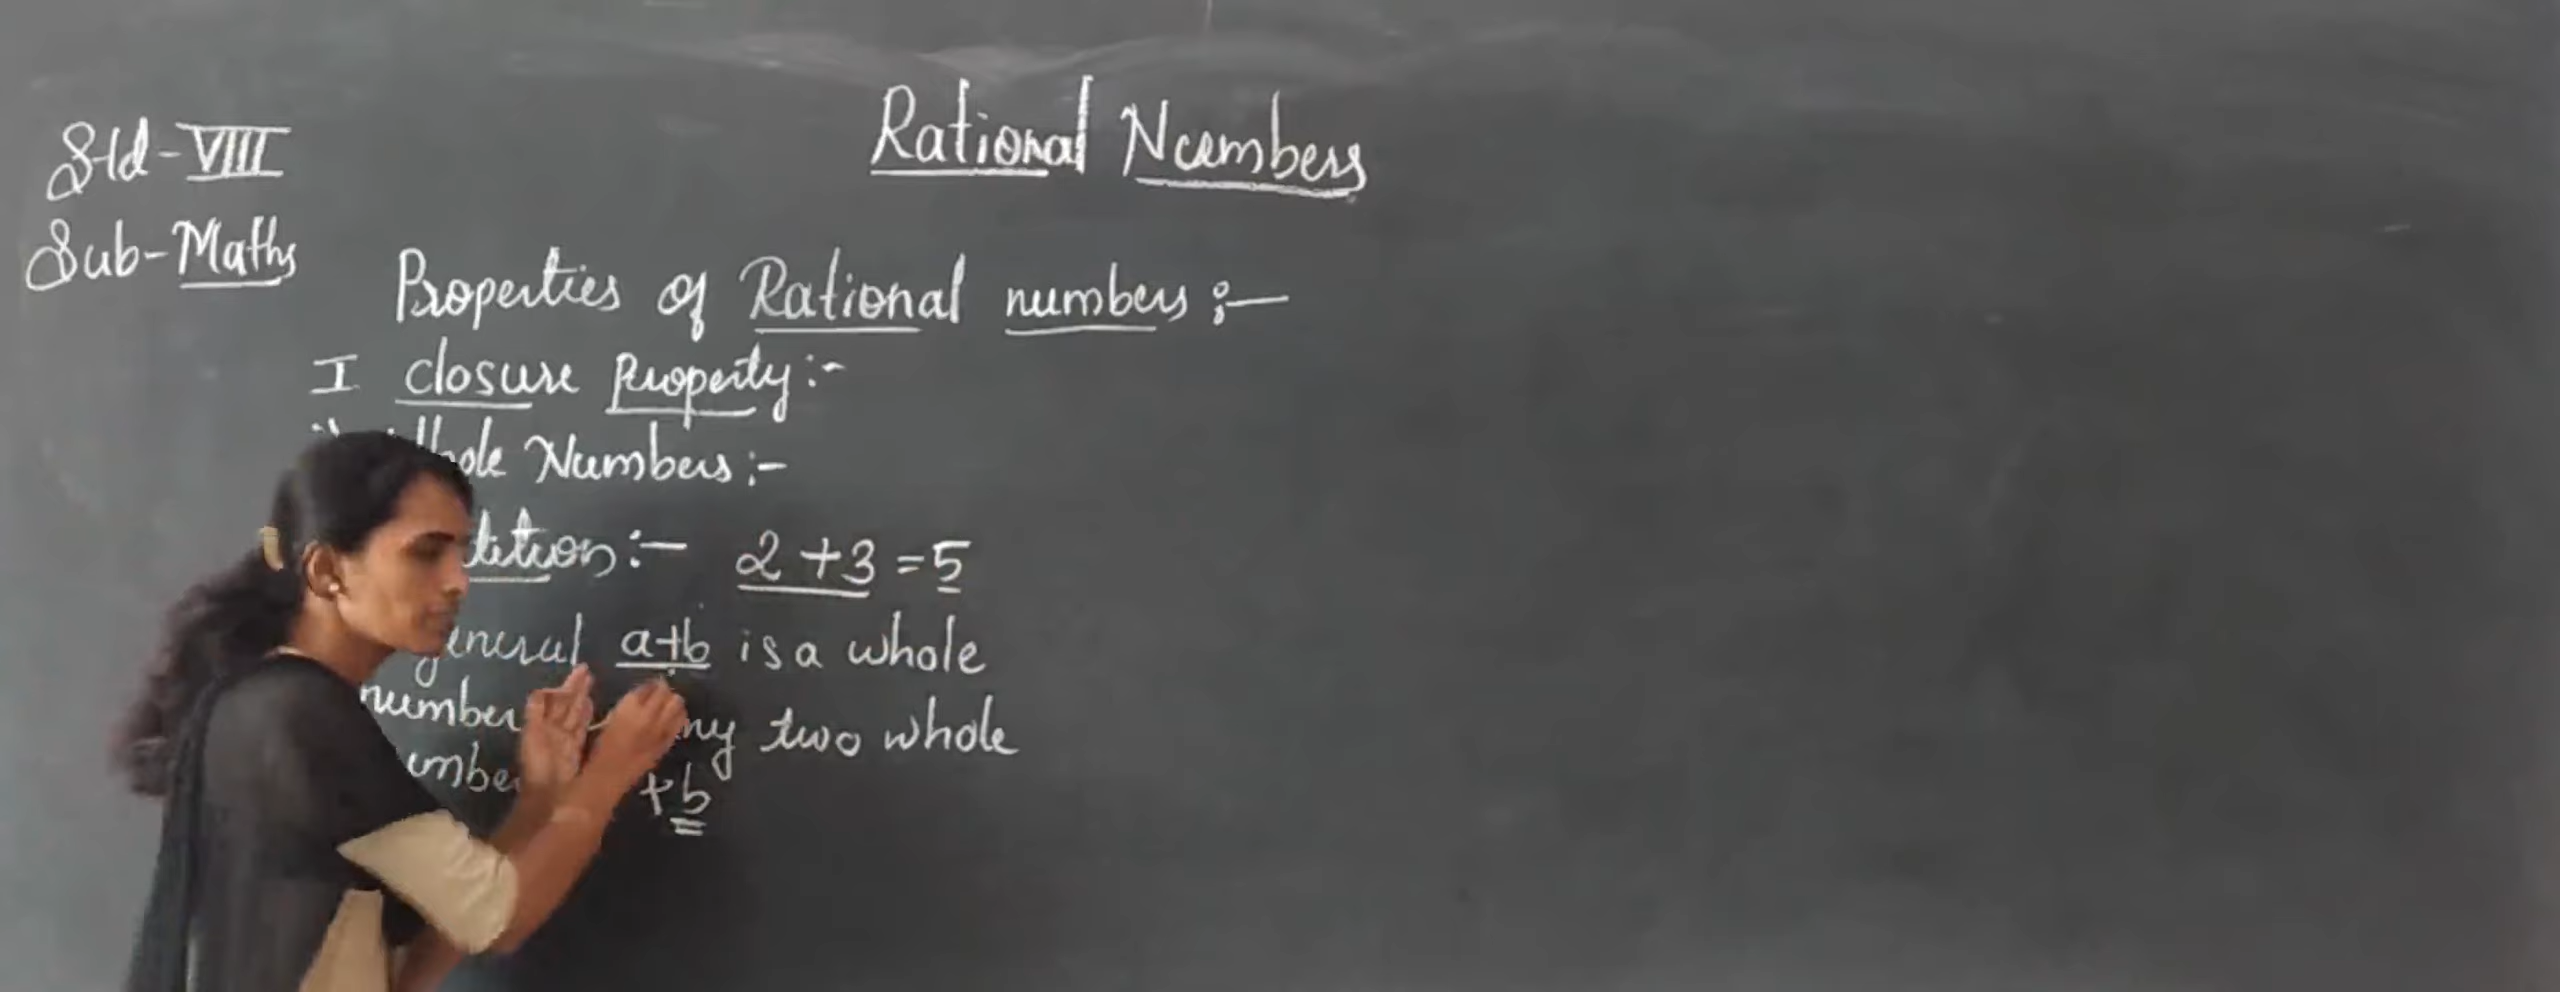 Rational Numbers
Std-VIII
Sub-Maths
Properties of Rational numbers :-
I closure Property :-
Numbers :-
2+3 = 5
a+b is a whole
number two whole
+b